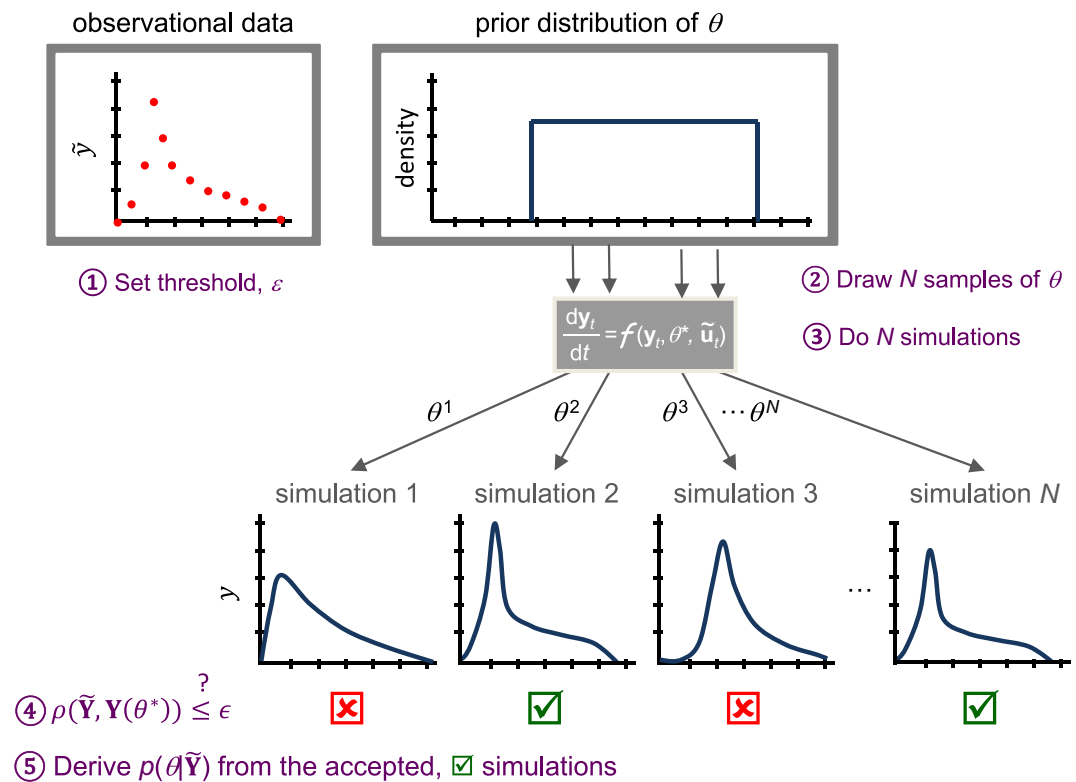 observational data
prior distribution of θ
ỹ
density
① Set threshold, ε
② Draw N samples of θ
③ Do N simulations
dy_t/dt = f(y_t, θ*, ũ_t)
θ¹ θ² θ³ ⋯ θᴺ
simulation 1 simulation 2 simulation 3 simulation N
y
⋯
④ ρ(Ỹ, Y(θ*)) ≤? ϵ
⑤ Derive p(θ|Ỹ) from the accepted, ☑ simulations